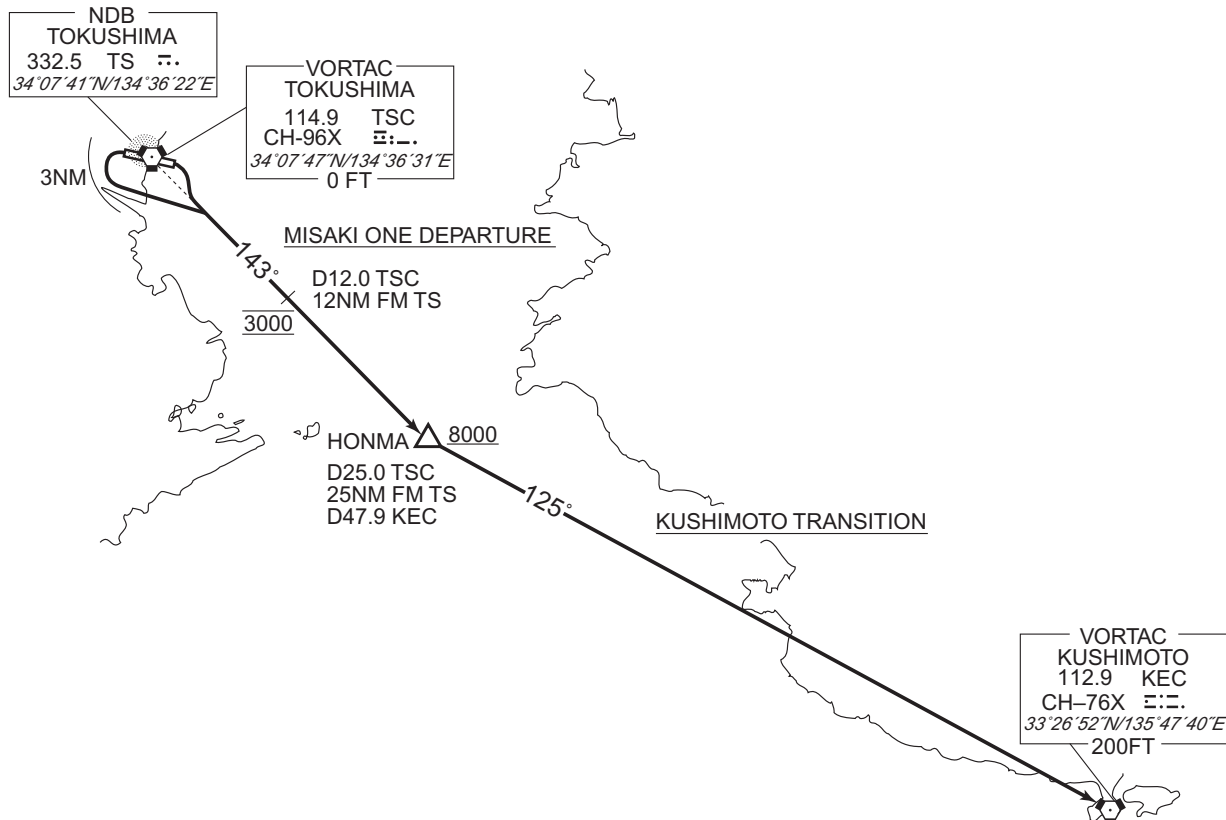 NDB
TOKUSHIMA
332.5 TS
34°07´41˝N/134°36´22˝E
VORTAC
TOKUSHIMA
114.9 TSC
CH-96X
34°07´47˝N/134°36´31˝E
0 FT
3NM
MISAKI ONE DEPARTURE
143°
D12.0 TSC
12NM FM TS
3000
HONMA
8000
D25.0 TSC
25NM FM TS
D47.9 KEC
125°
KUSHIMOTO TRANSITION
VORTAC
KUSHIMOTO
112.9 KEC
CH–76X
33°26´52˝N/135°47´40˝E
200FT